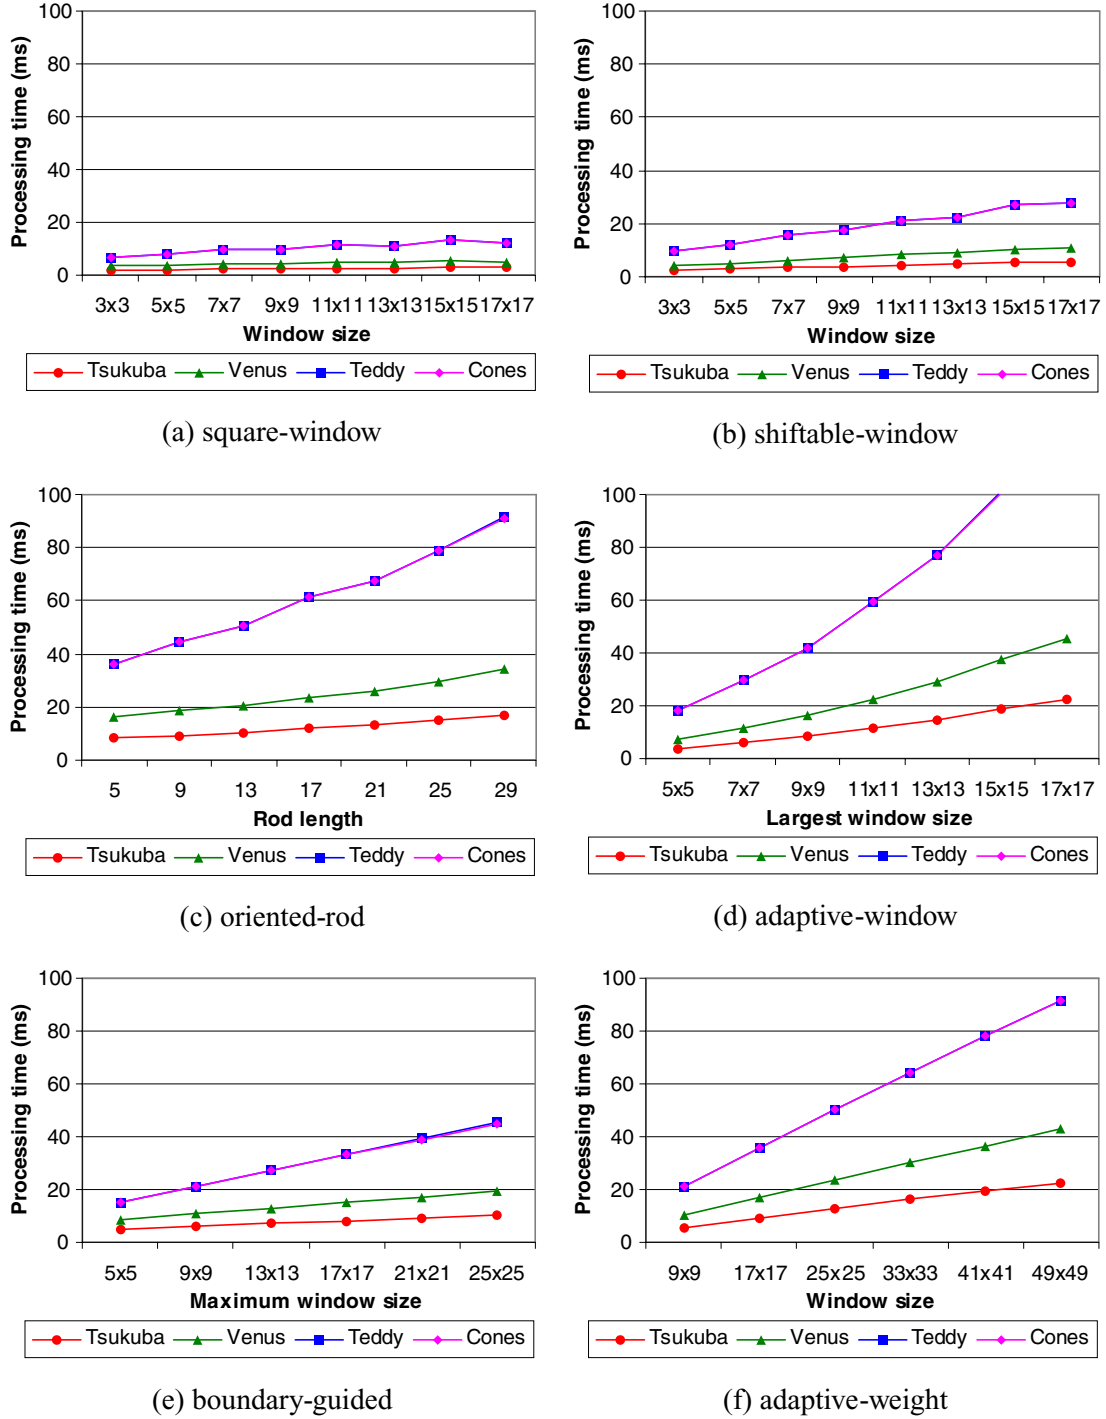 Processing time (ms)
100
80
60
40
20
0
3x3 5x5 7x7 9x9 11x11 13x13 15x15 17x17
Window size
Tsukuba Venus Teddy Cones
(a) square-window
Processing time (ms)
100
80
60
40
20
0
3x3 5x5 7x7 9x9 11x11 13x13 15x15 17x17
Window size
Tsukuba Venus Teddy Cones
(b) shiftable-window
Processing time (ms)
100
80
60
40
20
0
5 9 13 17 21 25 29
Rod length
Tsukuba Venus Teddy Cones
(c) oriented-rod
Processing time (ms)
100
80
60
40
20
0
5x5 7x7 9x9 11x11 13x13 15x15 17x17
Largest window size
Tsukuba Venus Teddy Cones
(d) adaptive-window
Processing time (ms)
100
80
60
40
20
0
5x5 9x9 13x13 17x17 21x21 25x25
Maximum window size
Tsukuba Venus Teddy Cones
(e) boundary-guided
Processing time (ms)
100
80
60
40
20
0
9x9 17x17 25x25 33x33 41x41 49x49
Window size
Tsukuba Venus Teddy Cones
(f) adaptive-weight